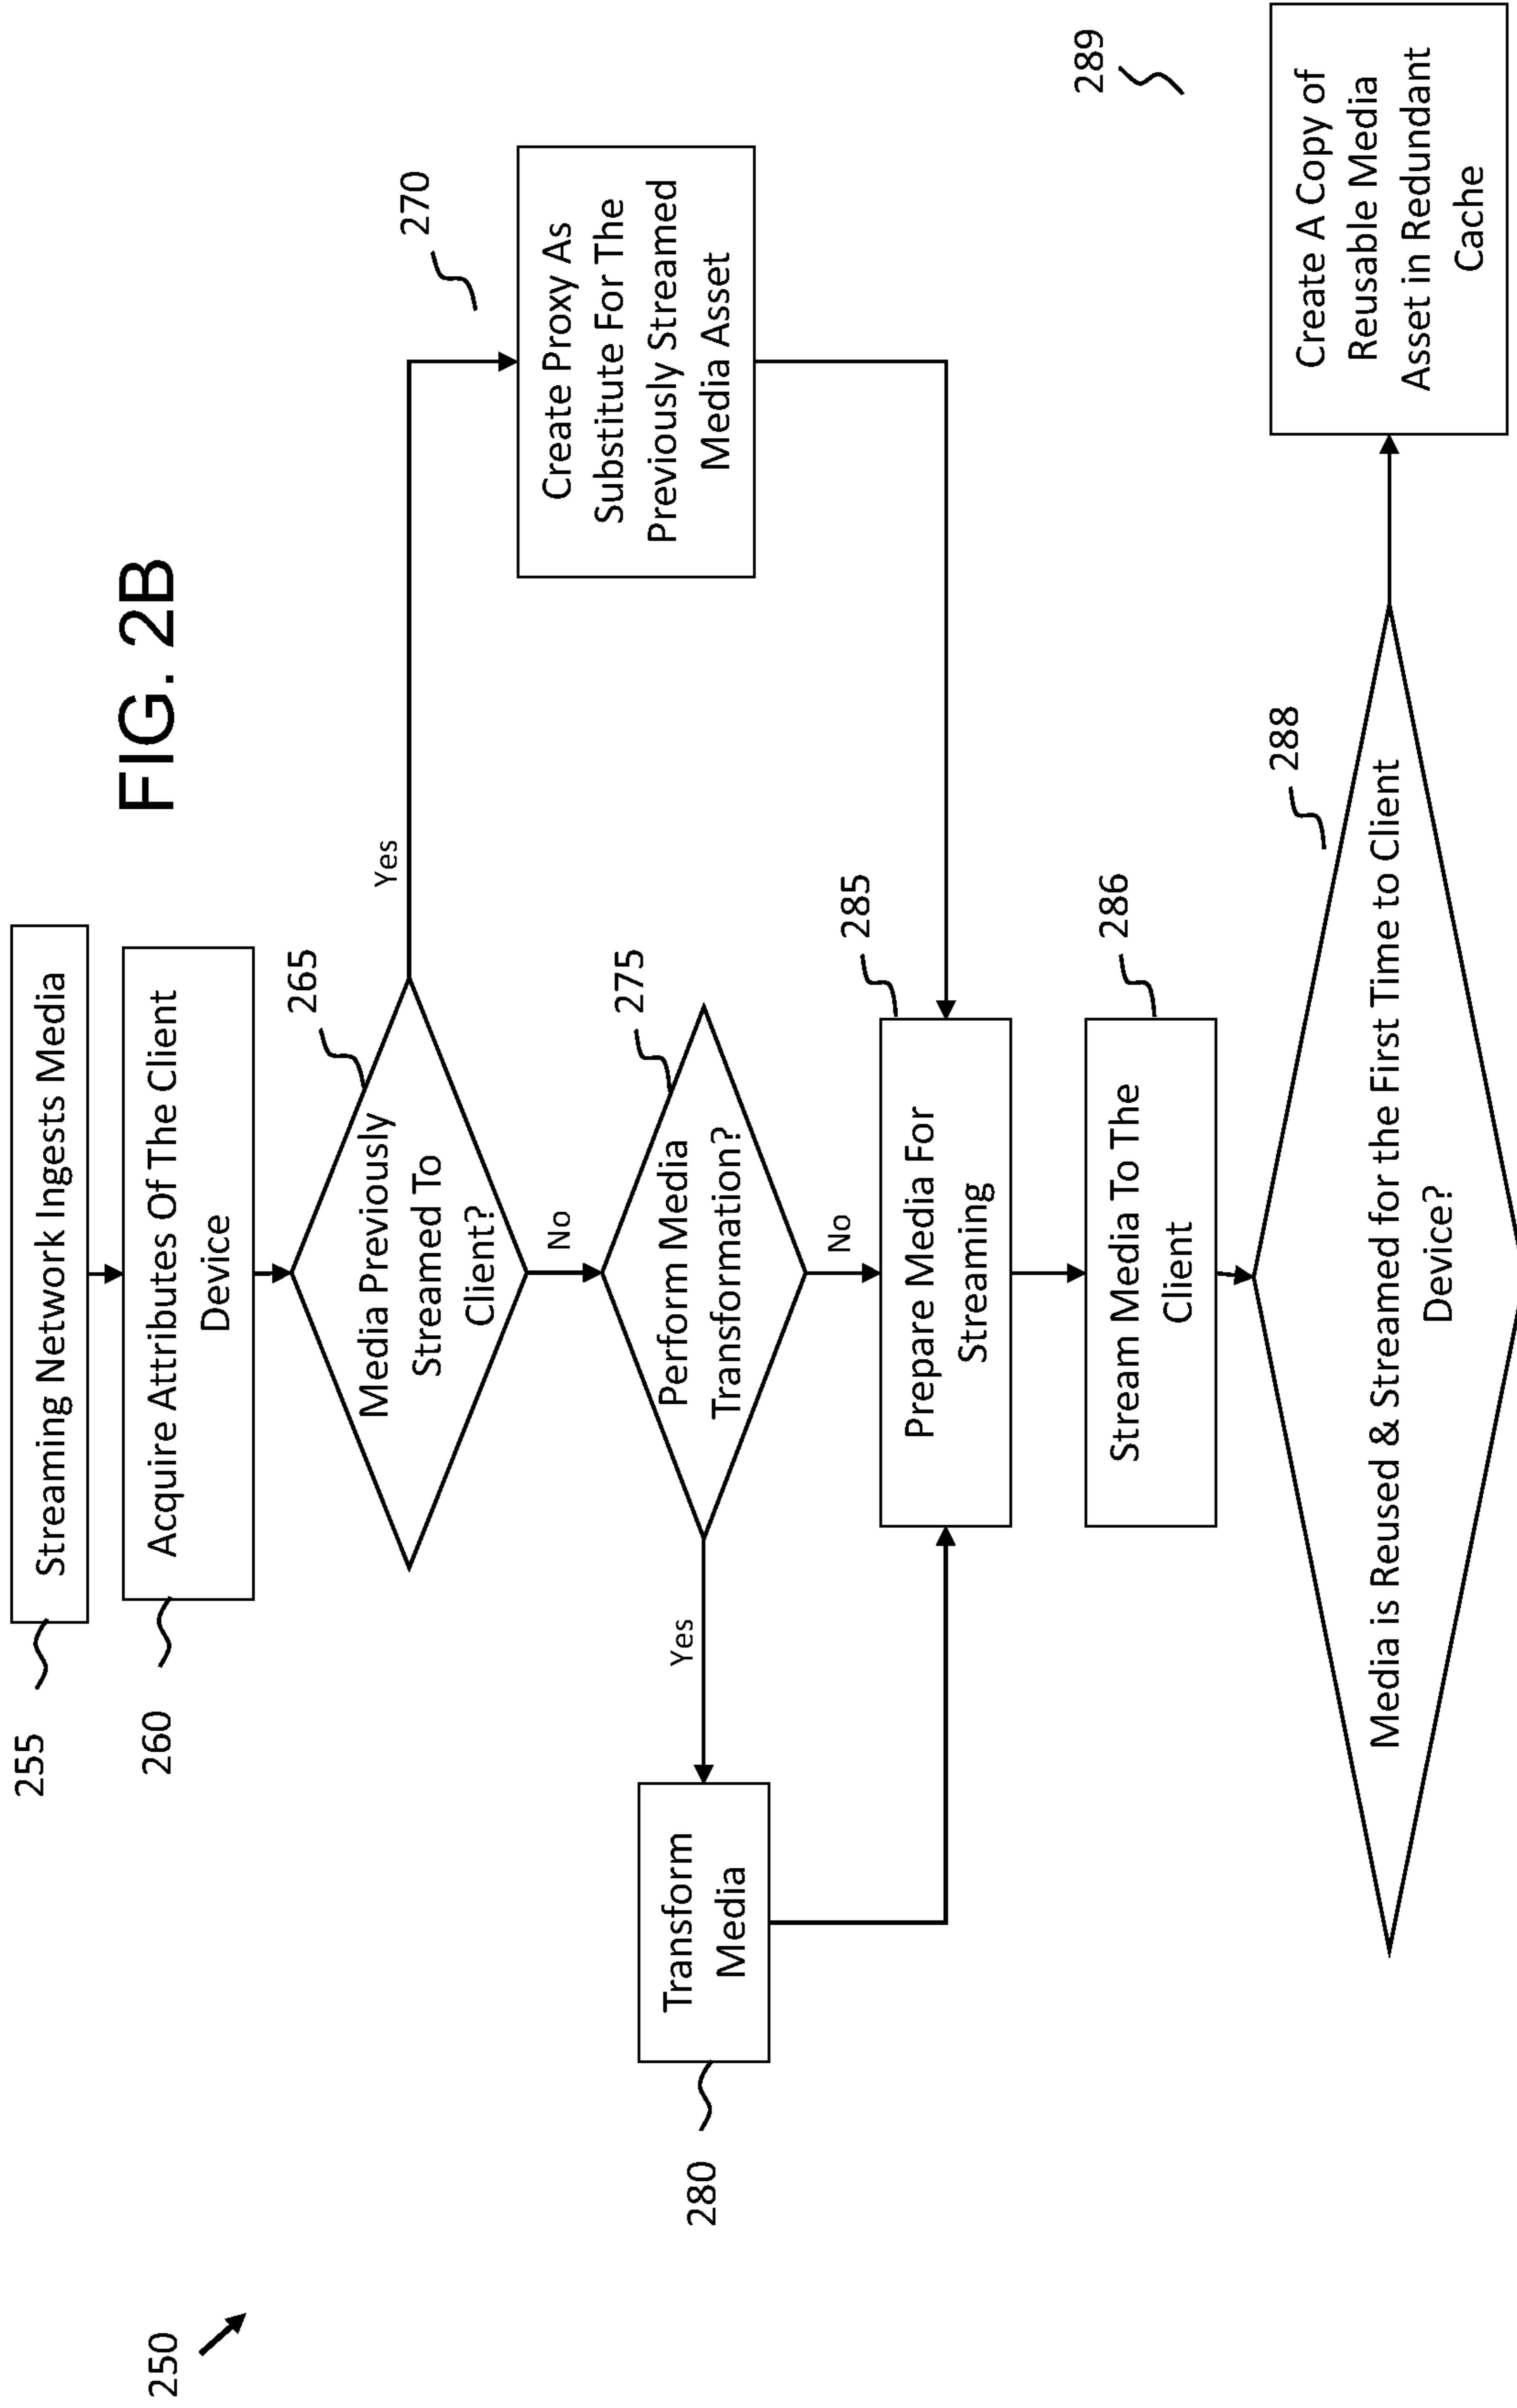 FIG. 2B
250
255
Streaming Network Ingests Media
260
Acquire Attributes Of The Client
Device
265
Media Previously
Streamed To
Client?
Yes
No
270
Create Proxy As
Substitute For The
Previously Streamed
Media Asset
275
Perform Media
Transformation?
Yes
No
280
Transform
Media
285
Prepare Media For
Streaming
286
Stream Media To The
Client
288
Media is Reused & Streamed for the First Time to Client
Device?
289
Create A Copy of
Reusable Media
Asset in Redundant
Cache